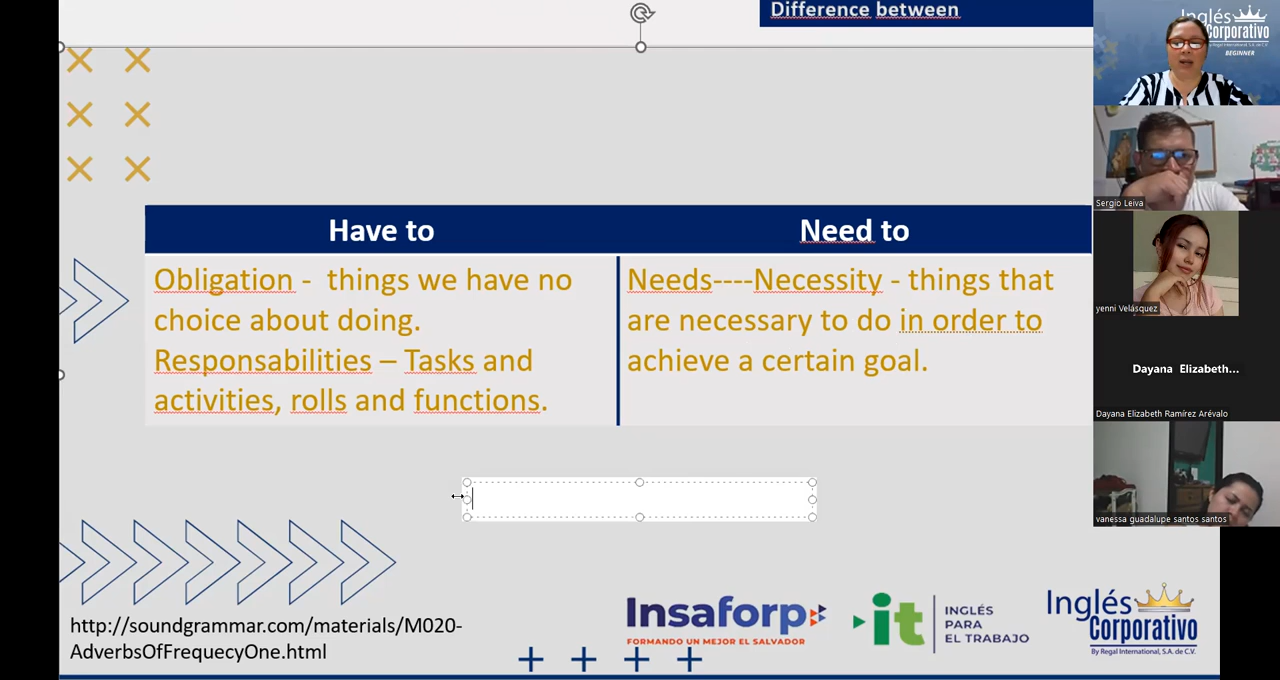 Difference between
Have to
Need to
Obligation -  things we have no
choice about doing.
Responsabilities – Tasks and
activities, rolls and functions.
Needs----Necessity - things that
are necessary to do in order to
achieve a certain goal.
http://soundgrammar.com/materials/M020-
AdverbsOfFrequecyOne.html
Insaforp
FORMANDO UN MEJOR EL SALVADOR
it
INGLÉS
PARA
EL TRABAJO
Inglés
Corporativo
By Regal International, S.A. de C.V.
Inglés
Corporativo
By Regal International, S.A. de C.V.
BEGINNER
Sergio Leiva
yenni Velásquez
Dayana Elizabeth...
Dayana Elizabeth Ramírez Arévalo
vanessa guadalupe santos santos